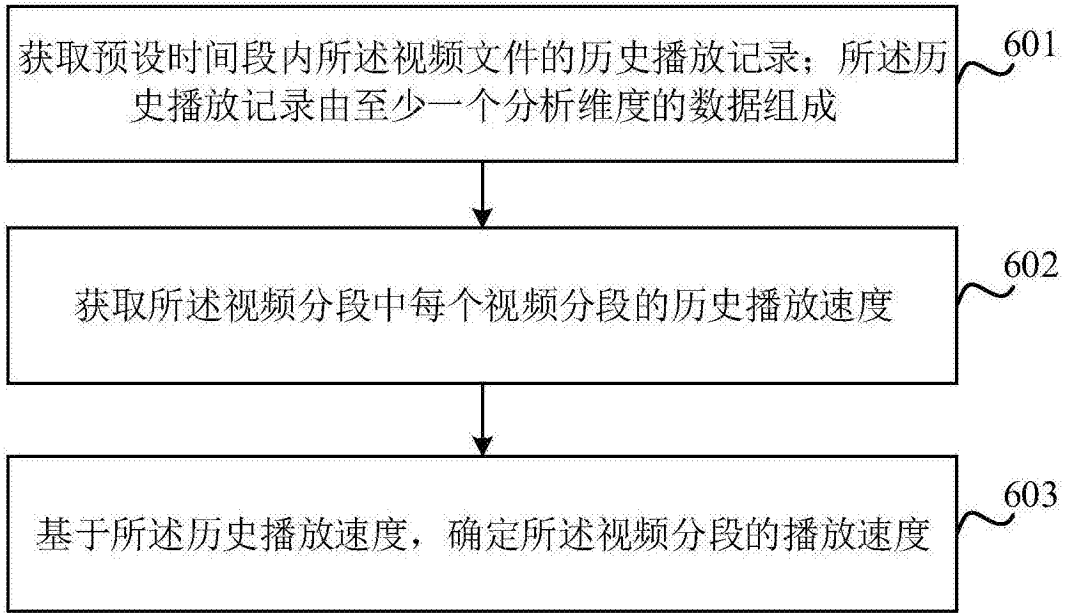 获取预设时间段内所述视频文件的历史播放记录；所述历
史播放记录由至少一个分析维度的数据组成
601
获取所述视频分段中每个视频分段的历史播放速度
602
基于所述历史播放速度，确定所述视频分段的播放速度
603